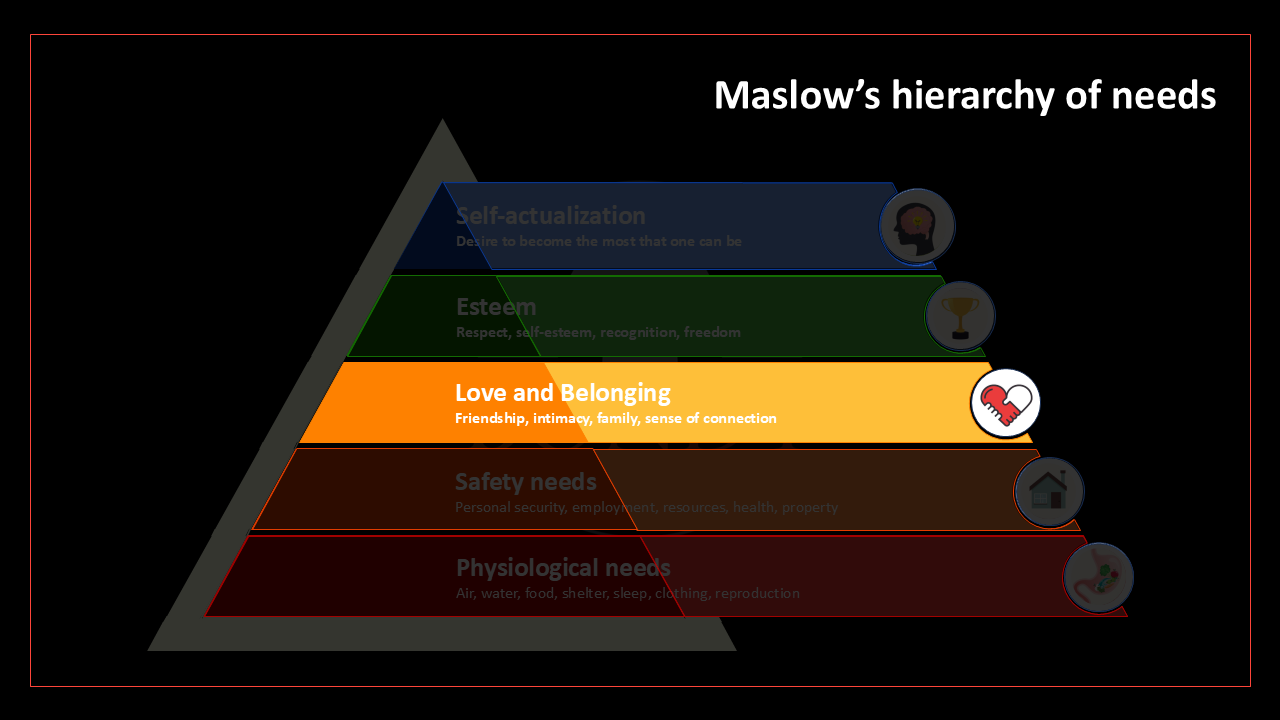 Maslow’s hierarchy of needs
Self-actualization
Desire to become the most that one can be
Esteem
Respect, self-esteem, recognition, freedom
Love and Belonging
Friendship, intimacy, family, sense of connection
Safety needs
Personal security, employment, resources, health, property
Physiological needs
Air, water, food, shelter, sleep, clothing, reproduction